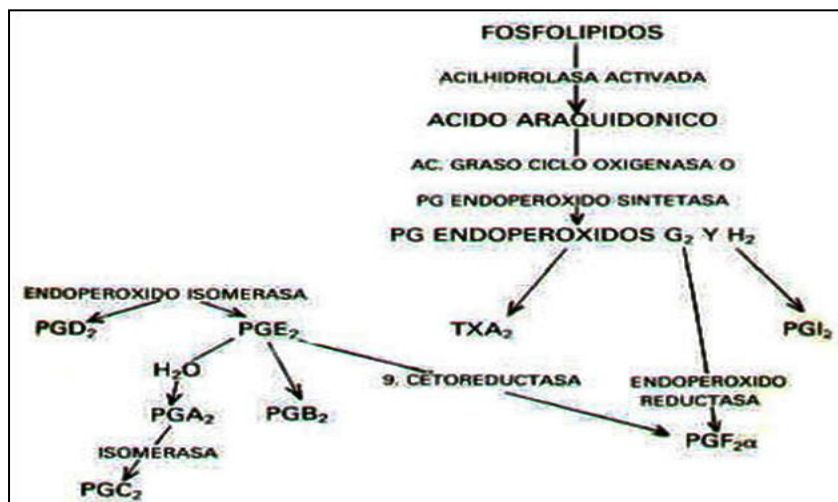 FOSFOLIPIDOS
ACILHIDROLASA ACTIVADA
ACIDO ARAQUIDONICO
AC. GRASO CICLO OXIGENASA O
PG ENDOPEROXIDO SINTETASA
PG ENDOPEROXIDOS G₂ Y H₂
ENDOPEROXIDO ISOMERASA
PGD₂
PGE₂
TXA₂
PGI₂
H₂O
9. CETOREDUCTASA
ENDOPEROXIDO
REDUCTASA
PGA₂
PGB₂
PGF₂α
ISOMERASA
PGC₂